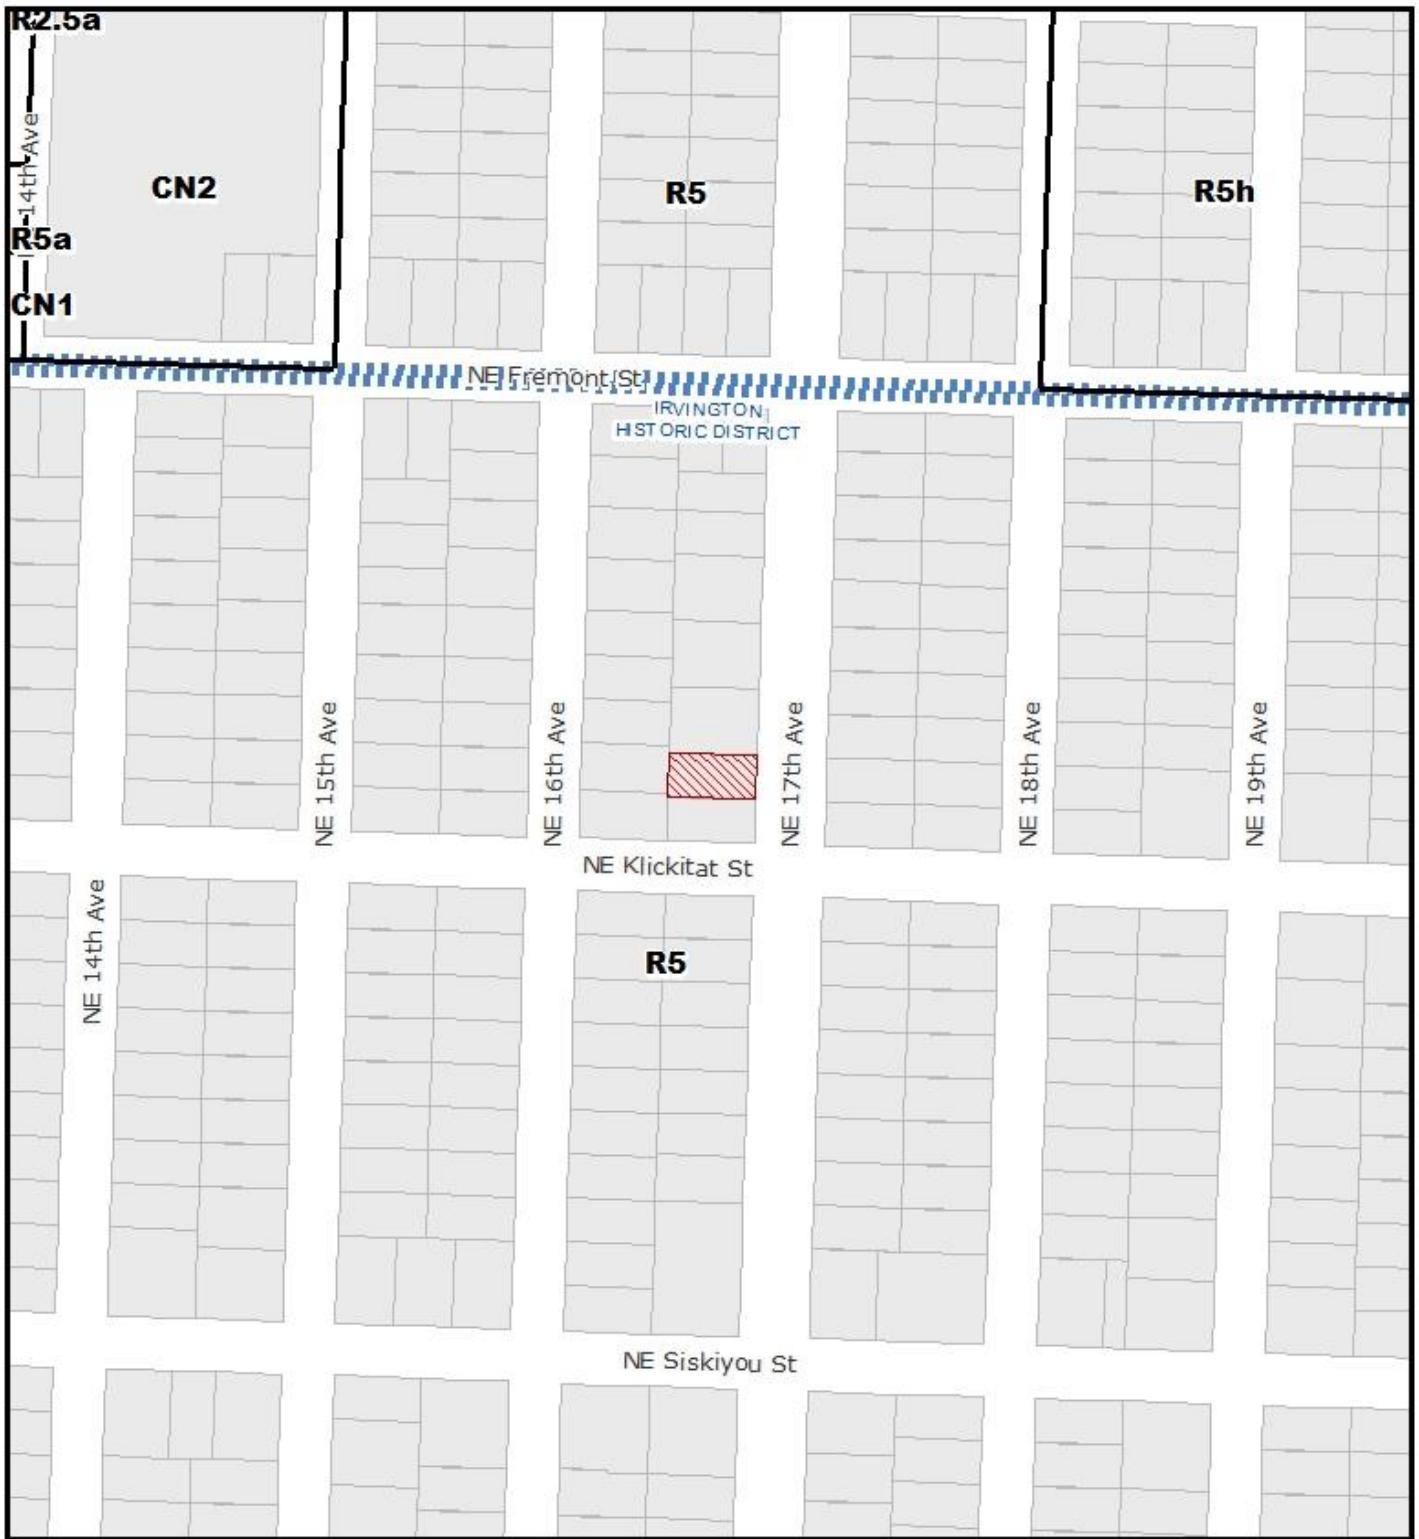 R2.5a
14th Ave
CN2
R5
R5h
R5a
CN1
NE Fremont St
IRVINGTON
HISTORIC DISTRICT
NE 15th Ave
NE 16th Ave
NE 17th Ave
NE 18th Ave
NE 19th Ave
NE Klickitat St
NE 14th Ave
R5
NE Siskiyou St